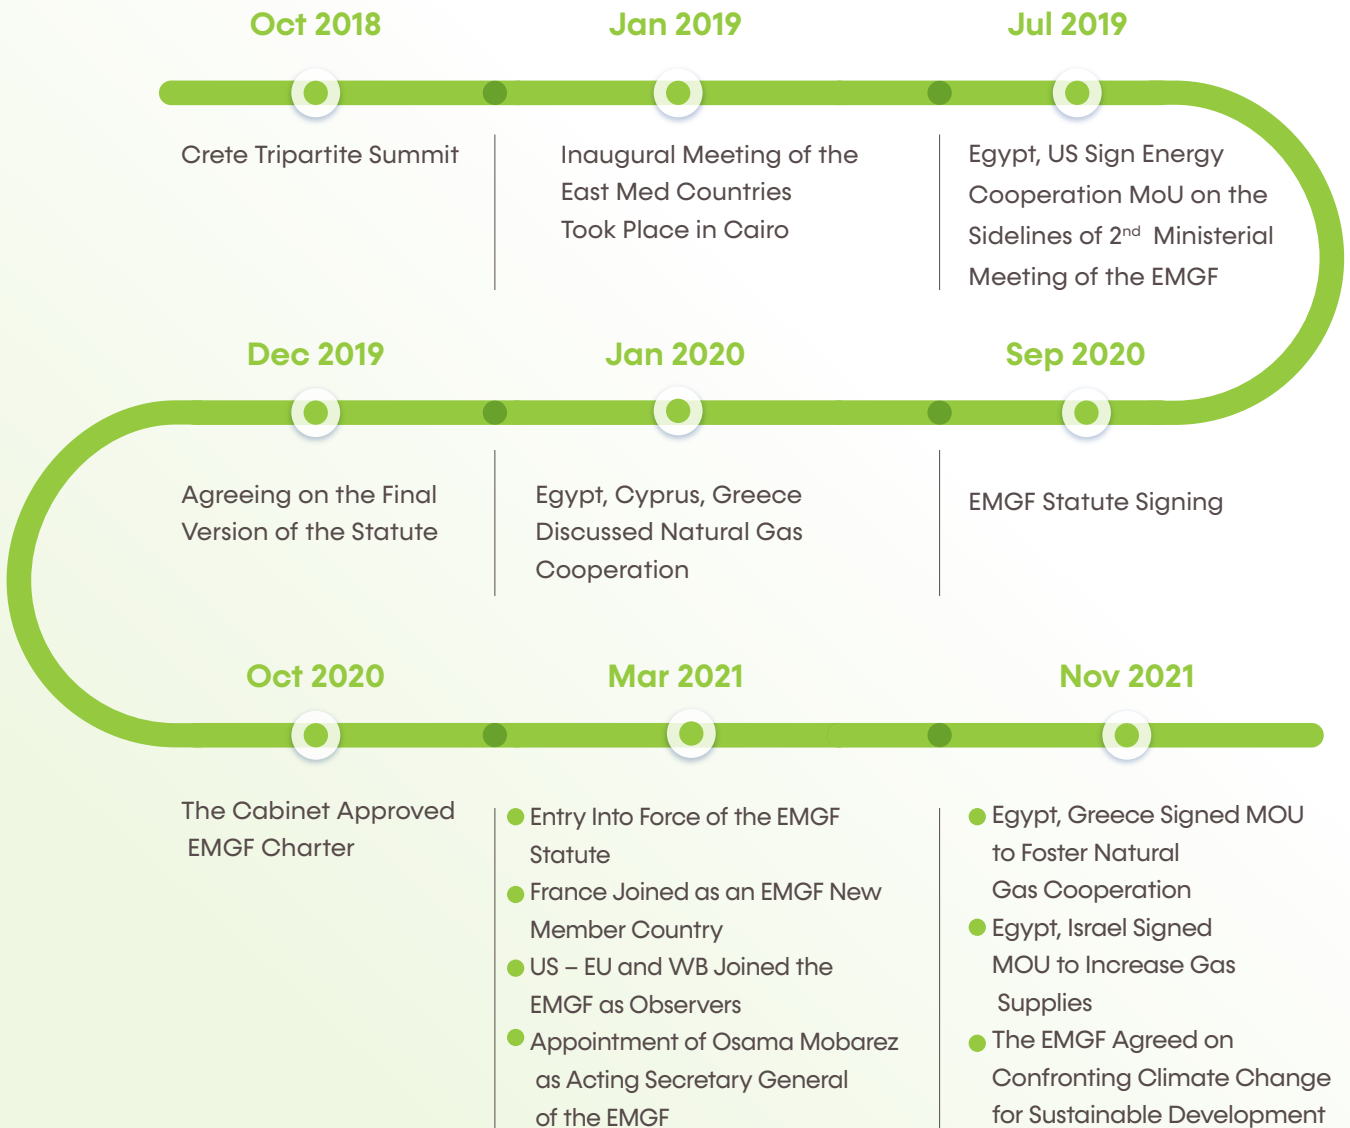 Oct 2018
Crete Tripartite Summit
Jan 2019
Inaugural Meeting of the
East Med Countries
Took Place in Cairo
Jul 2019
Egypt, US Sign Energy
Cooperation MoU on the
Sidelines of 2nd Ministerial
Meeting of the EMGF
Dec 2019
Agreeing on the Final
Version of the Statute
Jan 2020
Egypt, Cyprus, Greece
Discussed Natural Gas
Cooperation
Sep 2020
EMGF Statute Signing
Oct 2020
The Cabinet Approved
EMGF Charter
Mar 2021
Entry Into Force of the EMGF
Statute
France Joined as an EMGF New
Member Country
US – EU and WB Joined the
EMGF as Observers
Appointment of Osama Mobarez
as Acting Secretary General
of the EMGF
Nov 2021
Egypt, Greece Signed MOU
to Foster Natural
Gas Cooperation
Egypt, Israel Signed
MOU to Increase Gas
Supplies
The EMGF Agreed on
Confronting Climate Change
for Sustainable Development